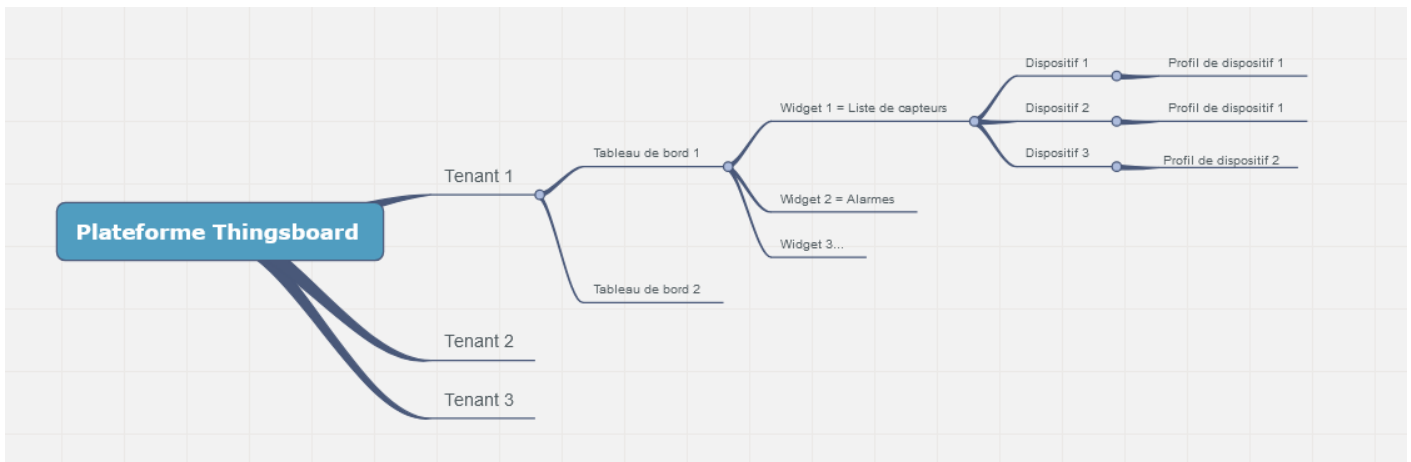 Plateforme Thingsboard
Tenant 1
Tableau de bord 1
Widget 1 = Liste de capteurs
Dispositif 1
Profil de dispositif 1
Dispositif 2
Profil de dispositif 1
Dispositif 3
Profil de dispositif 2
Widget 2 = Alarmes
Widget 3...
Tableau de bord 2
Tenant 2
Tenant 3